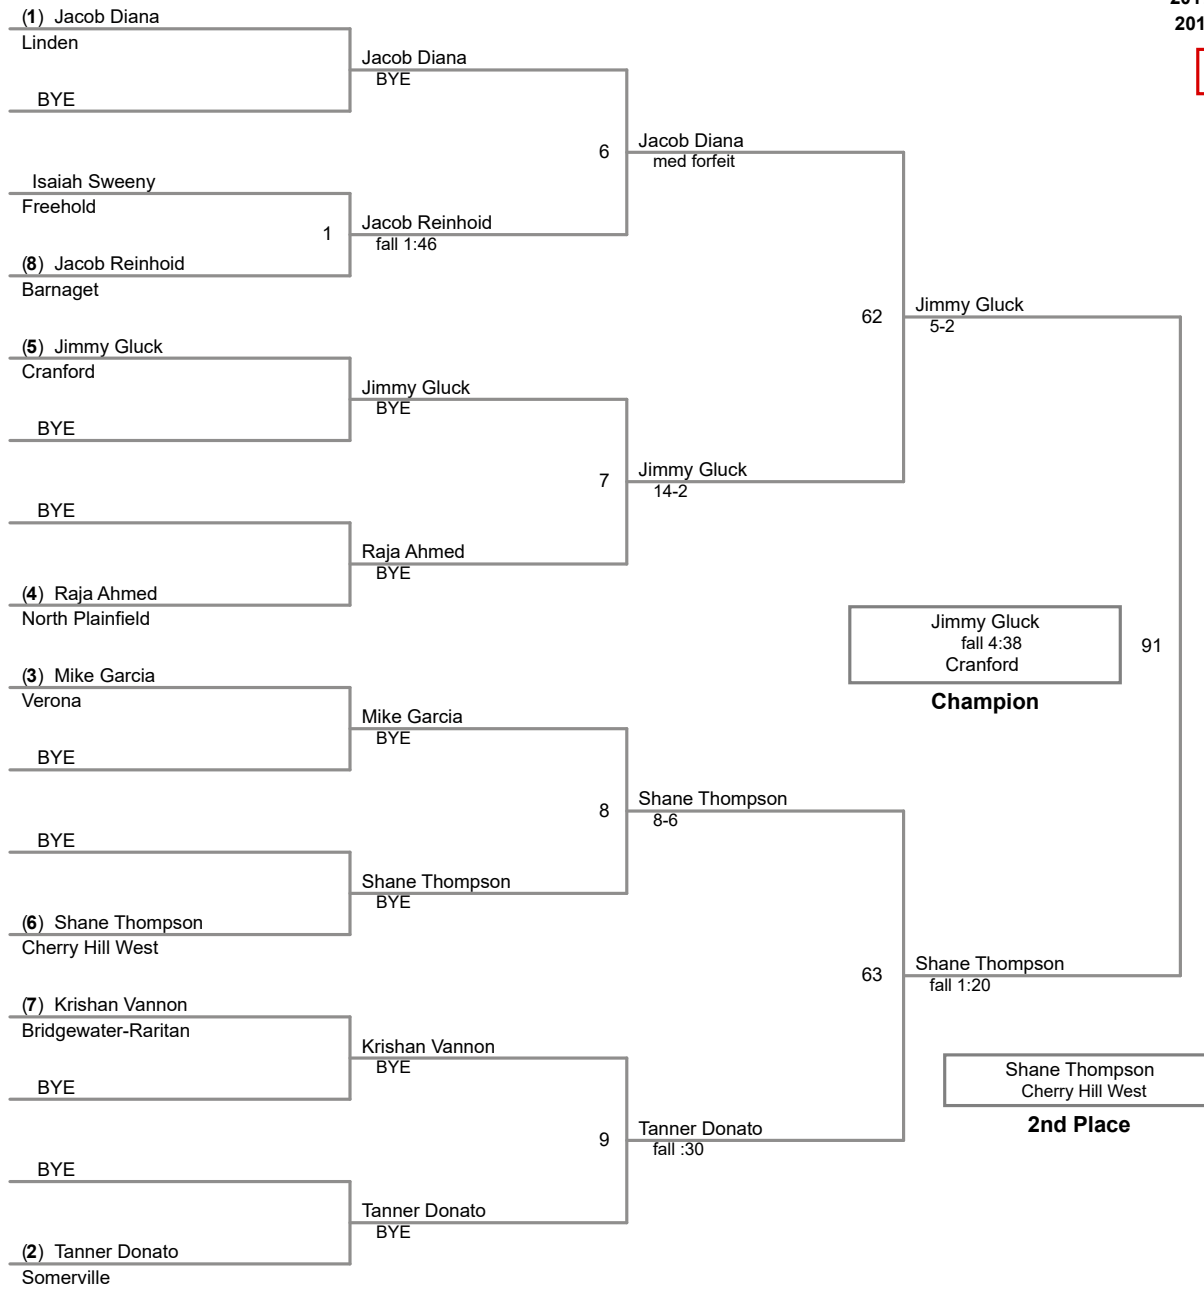 (1) Jacob Diana
Linden
BYE
Isaiah Sweeny
Freehold
1
(8) Jacob Reinhoid
Barnaget
(5) Jimmy Gluck
Cranford
BYE
BYE
(4) Raja Ahmed
North Plainfield
(3) Mike Garcia
Verona
BYE
BYE
(6) Shane Thompson
Cherry Hill West
(7) Krishan Vannon
Bridgewater-Raritan
BYE
BYE
(2) Tanner Donato
Somerville
Jacob Diana
BYE
6
Jacob Reinhoid
fall 1:46
Jimmy Gluck
BYE
7
Raja Ahmed
BYE
Mike Garcia
BYE
8
Shane Thompson
BYE
Krishan Vannon
BYE
9
Tanner Donato
BYE
Jacob Diana
med forfeit
62
Jimmy Gluck
14-2
Shane Thompson
8-6
63
Tanner Donato
fall :30
Jimmy Gluck
5-2
91
Shane Thompson
fall 1:20
Jimmy Gluck
fall 4:38
Cranford
Champion
Shane Thompson
Cherry Hill West
2nd Place